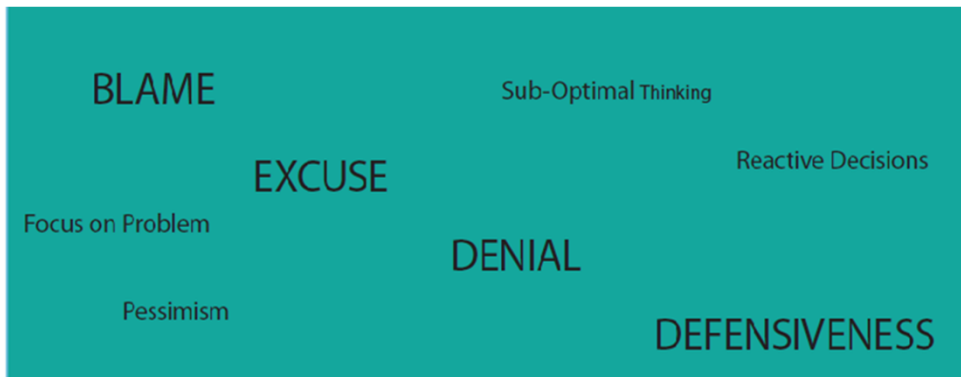 BLAME
Sub-Optimal Thinking
Reactive Decisions
EXCUSE
Focus on Problem
DENIAL
Pessimism
DEFENSIVENESS